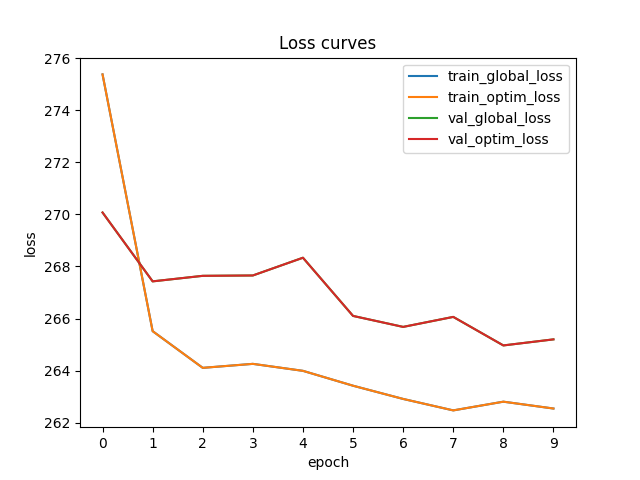 Loss curves
276
274
272
270
268
266
264
262
loss
train_global_loss
train_optim_loss
val_global_loss
val_optim_loss
0 1 2 3 4 5 6 7 8 9
epoch